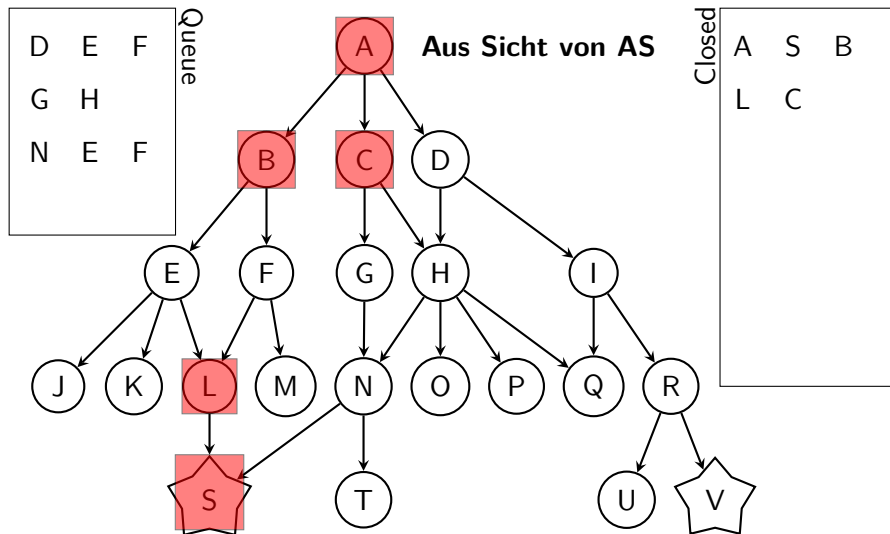 Queue
D E F
G H
N E F
Aus Sicht von AS
Closed
A S B
L C
A
B C D
E F G H I
J K L M N O P Q R
S T U V